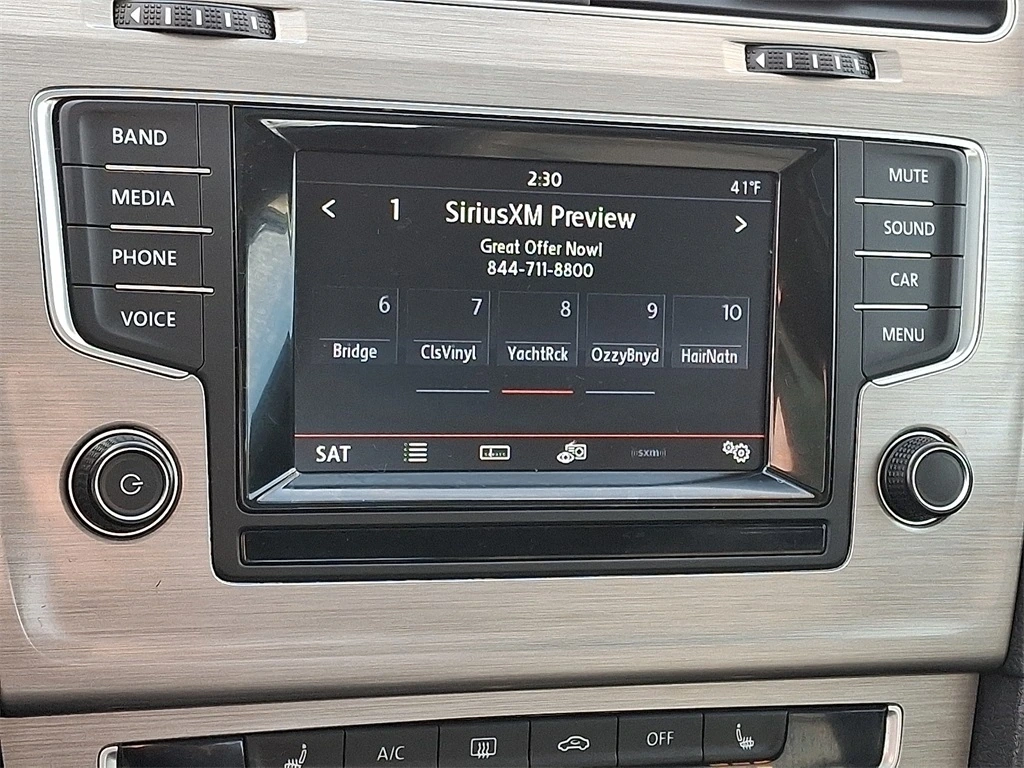 BAND
MEDIA
PHONE
VOICE
2:30
41°F
< 1 SiriusXM Preview >
Great Offer Now!
844-711-8800
6 7 8 9 10
Bridge ClsVinyl YachtRck OzzyBnyd HairNatn
SAT ((sxm))
MUTE
SOUND
CAR
MENU
A/C OFF